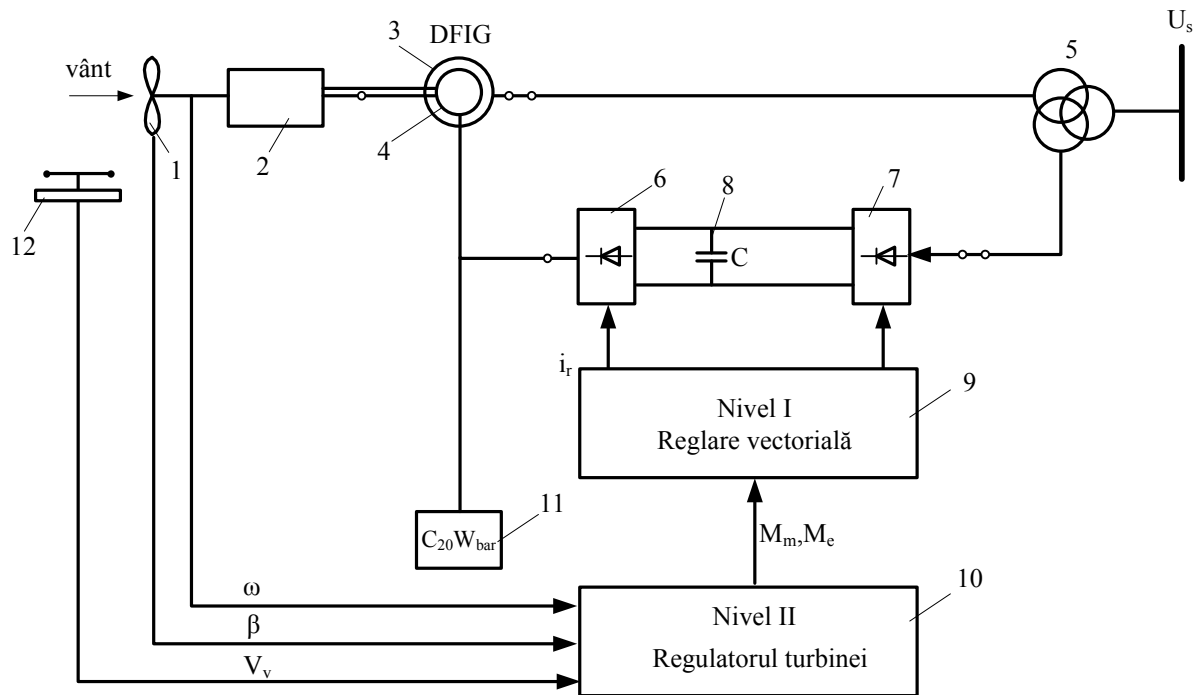 U_s
DFIG
3
5
vânt
4
1
2
6
8
7
12
C
i_r
9
Nivel I
Reglare vectorială
11
C_20W_bar
M_m,M_e
10
ω
Nivel II
β
Regulatorul turbinei
V_v